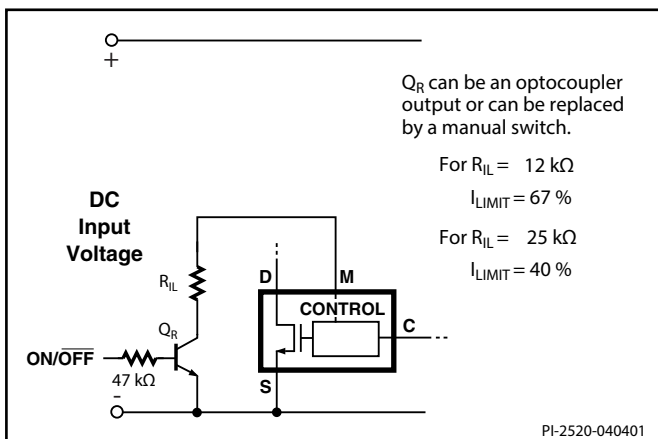 +
Q_R can be an optocoupler
output or can be replaced
by a manual switch.
For R_IL = 12 kΩ
I_LIMIT = 67 %
For R_IL = 25 kΩ
I_LIMIT = 40 %
DC
Input
Voltage
R_IL
D
M
CONTROL
C
Q_R
ON/O̅F̅F̅
47 kΩ
S
-
PI-2520-040401